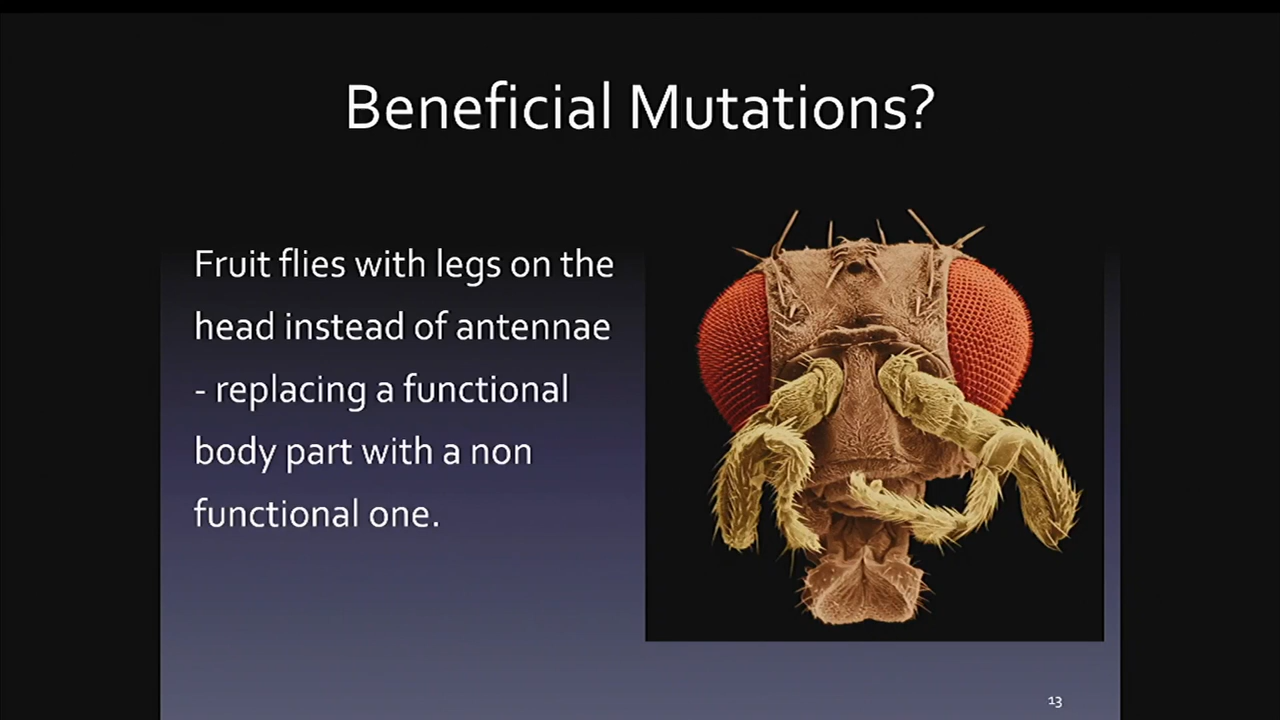 Beneficial Mutations?
Fruit flies with legs on the
head instead of antennae
- replacing a functional
body part with a non
functional one.
13